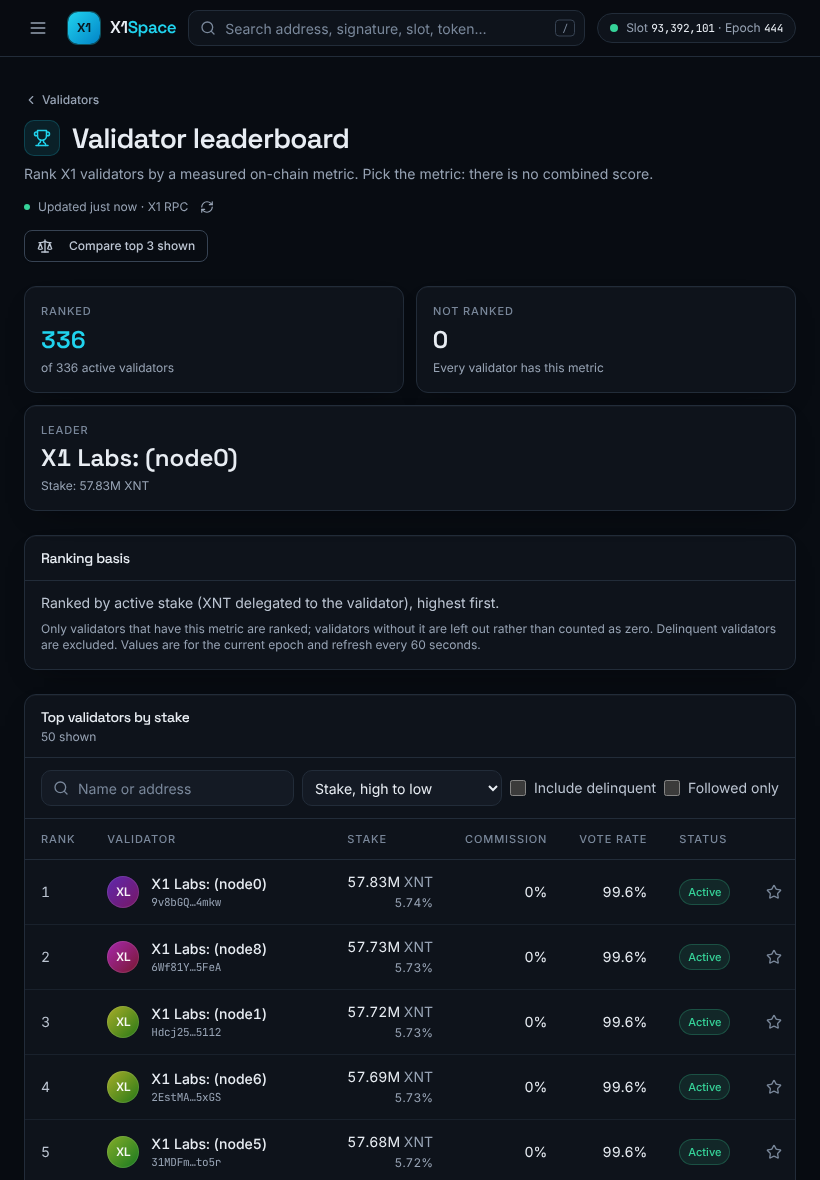 X1 X1Space Search address, signature, slot, token... / Slot 93,392,101 · Epoch 444
Validators
Validator leaderboard
Rank X1 validators by a measured on-chain metric. Pick the metric: there is no combined score.
Updated just now · X1 RPC
Compare top 3 shown
RANKED
336
of 336 active validators
NOT RANKED
0
Every validator has this metric
LEADER
X1 Labs: (node0)
Stake: 57.83M XNT
Ranking basis
Ranked by active stake (XNT delegated to the validator), highest first.
Only validators that have this metric are ranked; validators without it are left out rather than counted as zero. Delinquent validators
are excluded. Values are for the current epoch and refresh every 60 seconds.
Top validators by stake
50 shown
Name or address Stake, high to low Include delinquent Followed only
RANK VALIDATOR STAKE COMMISSION VOTE RATE STATUS
1 XL X1 Labs: (node0) 57.83M XNT 0% 99.6% Active
9v8bGQ…4mkw 5.74%
2 XL X1 Labs: (node8) 57.73M XNT 0% 99.6% Active
6Wf81Y…5FeA 5.73%
3 XL X1 Labs: (node1) 57.72M XNT 0% 99.6% Active
Hdcj25…5112 5.73%
4 XL X1 Labs: (node6) 57.69M XNT 0% 99.6% Active
2EstMA…5xGS 5.73%
5 XL X1 Labs: (node5) 57.68M XNT 0% 99.6% Active
31MDFm…to5r 5.72%